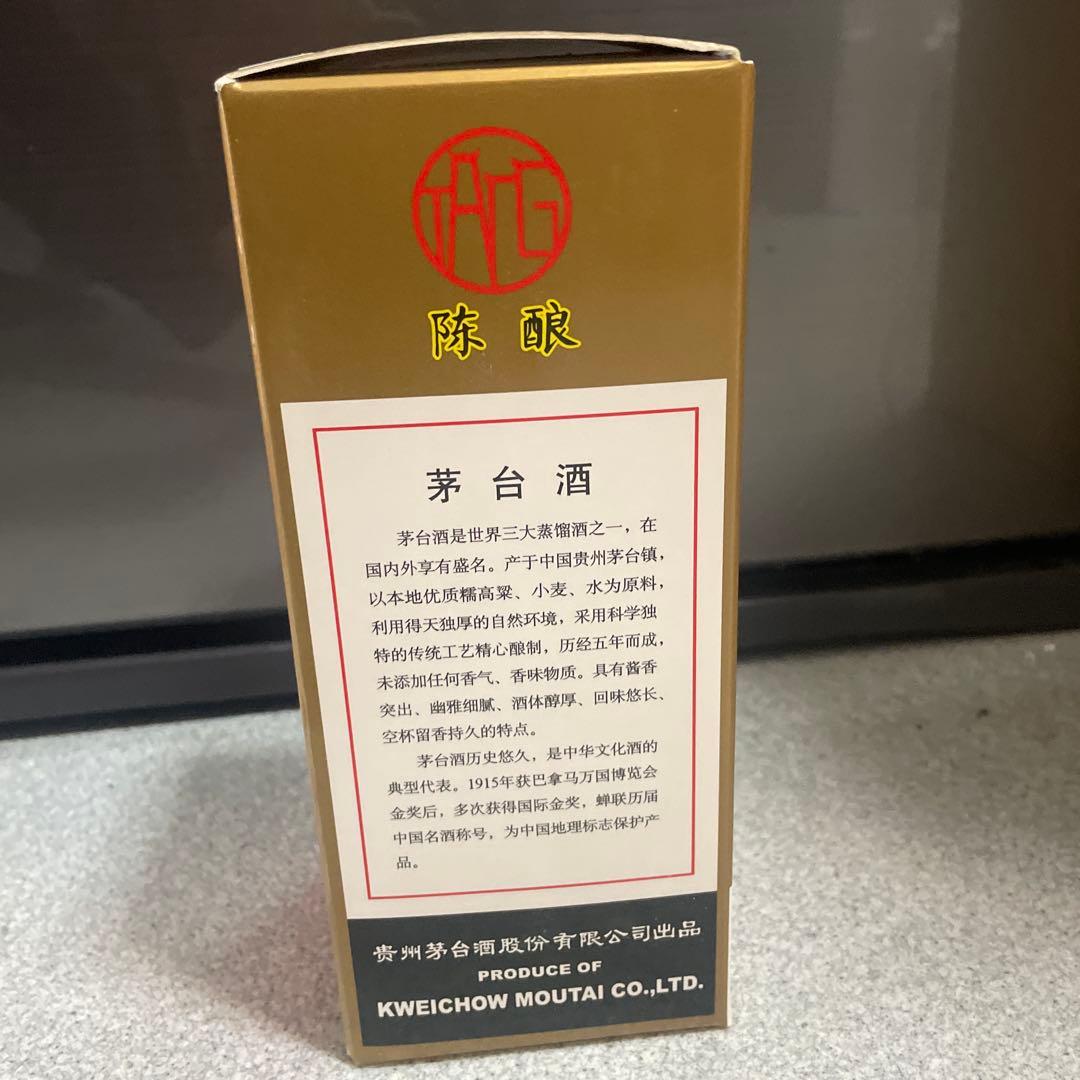 陈酿
茅台酒
茅台酒是世界三大蒸馏酒之一，在
国内外享有盛名。产于中国贵州茅台镇，
以本地优质糯高粱、小麦、水为原料，
利用得天独厚的自然环境，采用科学独
特的传统工艺精心酿制，历经五年而成，
未添加任何香气、香味物质。具有酱香
突出、幽雅细腻、酒体醇厚、回味悠长、
空杯留香持久的特点。
茅台酒历史悠久，是中华文化酒的
典型代表。1915年获巴拿马万国博览会
金奖后，多次获得国际金奖，蝉联历届
中国名酒称号，为中国地理标志保护产
品。
贵州茅台酒股份有限公司出品
PRODUCE OF
KWEICHOW MOUTAI CO.,LTD.